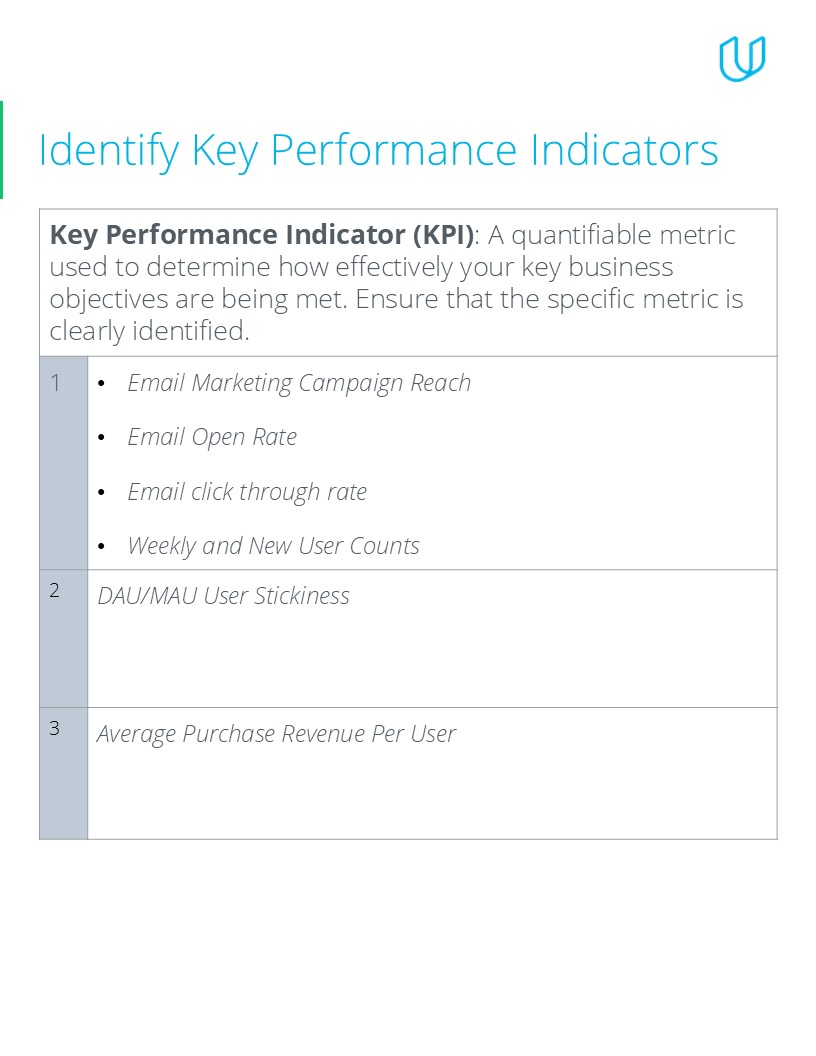 Identify Key Performance Indicators
Key Performance Indicator (KPI): A quantifiable metric
used to determine how effectively your key business
objectives are being met. Ensure that the specific metric is
clearly identified.
1
• Email Marketing Campaign Reach
• Email Open Rate
• Email click through rate
• Weekly and New User Counts
2
DAU/MAU User Stickiness
3
Average Purchase Revenue Per User